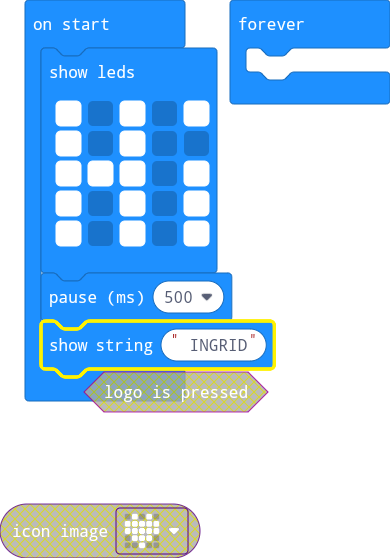 on start
forever
show leds
pause (ms) 500
show string " INGRID"
logo is pressed
icon image